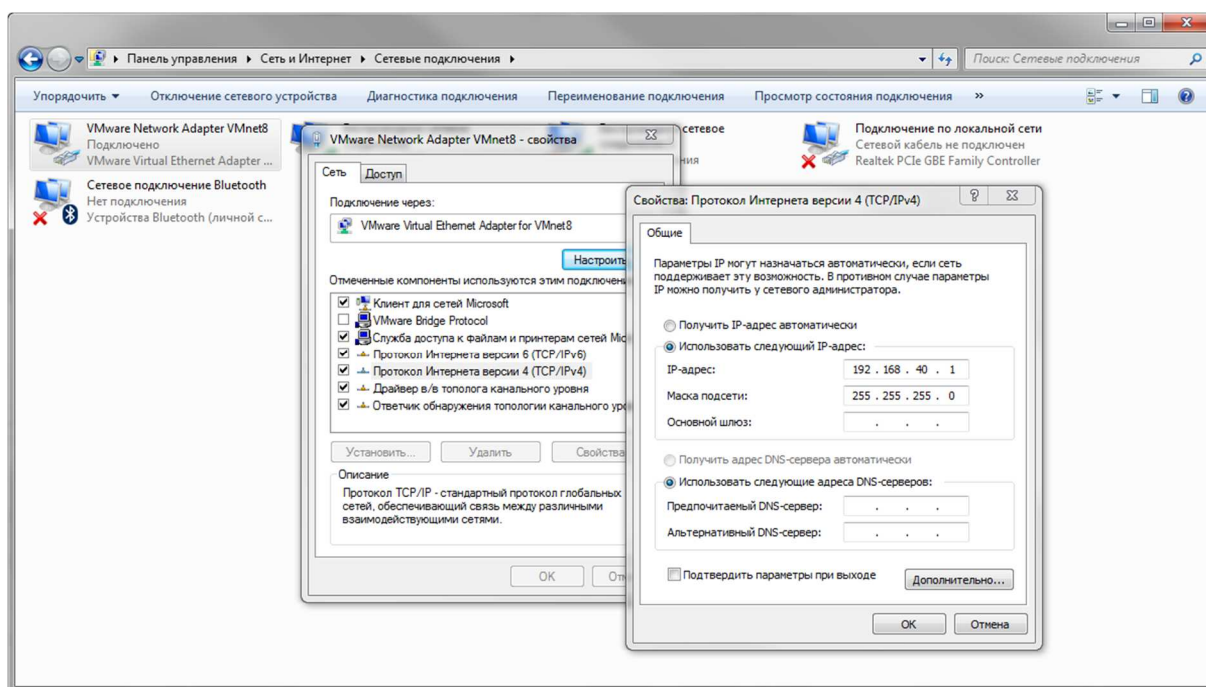 Панель управления ▸ Сеть и Интернет ▸ Сетевые подключения ▸
Поиск: Сетевые подключения
Упорядочить Отключение сетевого устройства Диагностика подключения Переименование подключения Просмотр состояния подключения »
VMware Network Adapter VMnet8
Подключено
VMware Virtual Ethernet Adapter ...
сетевое
ния
Подключение по локальной сети
Сетевой кабель не подключен
Realtek PCIe GBE Family Controller
Сетевое подключение Bluetooth
Нет подключения
Устройства Bluetooth (личной с...
VMware Network Adapter VMnet8 - свойства
Сеть Доступ
Подключение через:
VMware Virtual Ethernet Adapter for VMnet8
Настроить
Отмеченные компоненты используются этим подключени
Клиент для сетей Microsoft
VMware Bridge Protocol
Служба доступа к файлам и принтерам сетей Mic
Протокол Интернета версии 6 (TCP/IPv6)
Протокол Интернета версии 4 (TCP/IPv4)
Драйвер в/в тополога канального уровня
Ответчик обнаружения топологии канального уро
Установить... Удалить Свойства
Описание
Протокол TCP/IP - стандартный протокол глобальных
сетей, обеспечивающий связь между различными
взаимодействующими сетями.
OK От
Свойства: Протокол Интернета версии 4 (TCP/IPv4)
Общие
Параметры IP могут назначаться автоматически, если сеть
поддерживает эту возможность. В противном случае параметры
IP можно получить у сетевого администратора.
Получить IP-адрес автоматически
Использовать следующий IP-адрес:
IP-адрес: 192 . 168 . 40 . 1
Маска подсети: 255 . 255 . 255 . 0
Основной шлюз: . . .
Получить адрес DNS-сервера автоматически
Использовать следующие адреса DNS-серверов:
Предпочитаемый DNS-сервер: . . .
Альтернативный DNS-сервер: . . .
Подтвердить параметры при выходе
Дополнительно...
OK Отмена